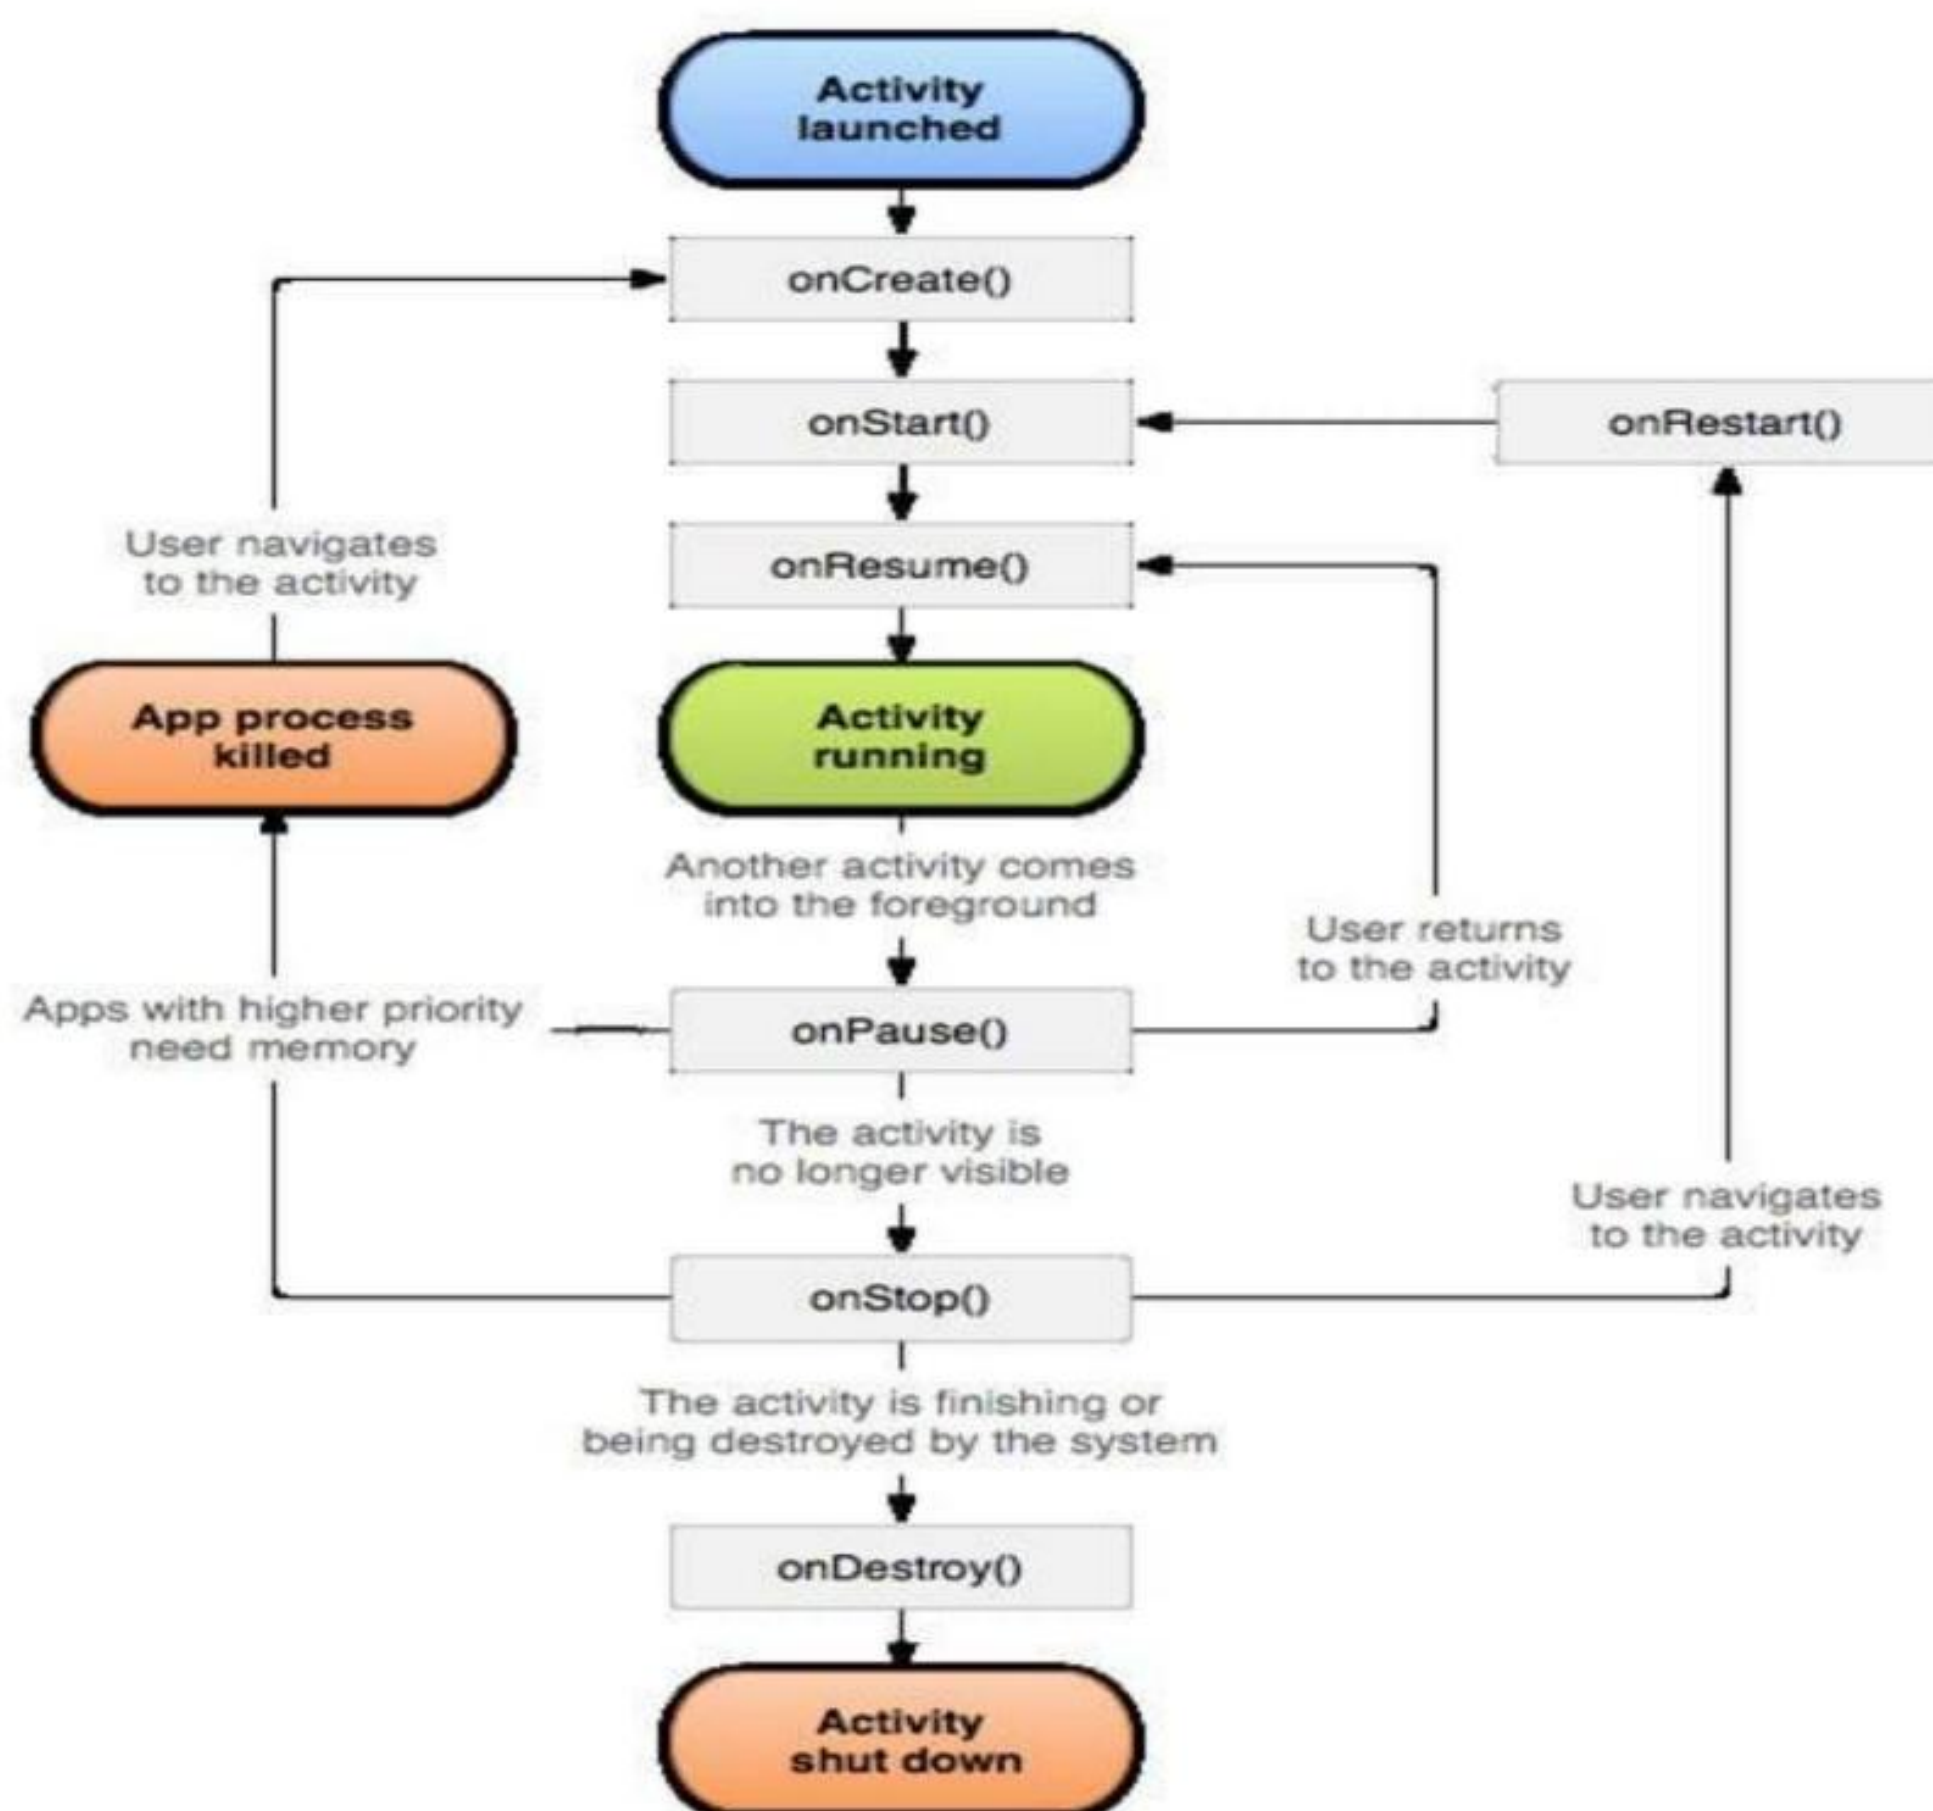 Activity
launched
onCreate()
onStart()
onRestart()
onResume()
User navigates
to the activity
App process
killed
Activity
running
Another activity comes
into the foreground
User returns
to the activity
Apps with higher priority
need memory
onPause()
The activity is
no longer visible
User navigates
to the activity
onStop()
The activity is finishing or
being destroyed by the system
onDestroy()
Activity
shut down